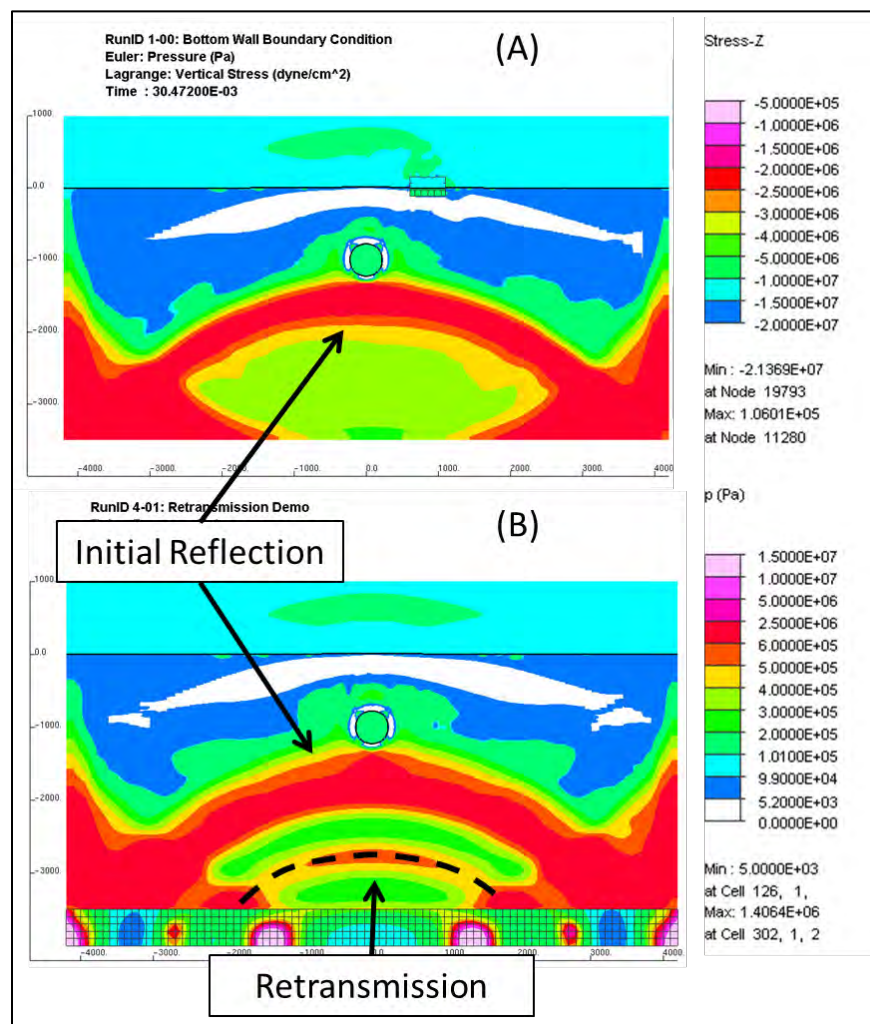 RunID 1-00: Bottom Wall Boundary Condition
Euler: Pressure (Pa)
Lagrange: Vertical Stress (dyne/cm^2)
Time : 30.47200E-03
(A)
1000.
0.0
-1000.
-2000.
-3000.
-4000. -3000. -2000. -1000. 0.0 1000. 2000. 3000. 4000
RunID 4-01: Retransmission Demo
(B)
Initial Reflection
1000.
0.0
-1000.
-2000.
-3000.
-4000. -3000. -2000. -1000. 0.0 1000. 2000. 3000. 4000.
Retransmission
Stress-Z
-5.0000E+05
-1.0000E+06
-1.5000E+06
-2.0000E+06
-2.5000E+06
-3.0000E+06
-4.0000E+06
-5.0000E+06
-1.0000E+07
-1.5000E+07
-2.0000E+07
Min : -2.1369E+07
at Node 19793
Max: 1.0601E+05
at Node 11280
p (Pa)
1.5000E+07
1.0000E+07
5.0000E+06
2.5000E+06
6.0000E+05
5.0000E+05
4.0000E+05
3.0000E+05
2.0000E+05
1.0100E+05
9.9000E+04
5.2000E+03
0.0000E+00
Min : 5.0000E+03
at Cell 126, 1,
Max: 1.4064E+06
at Cell 302, 1, 2